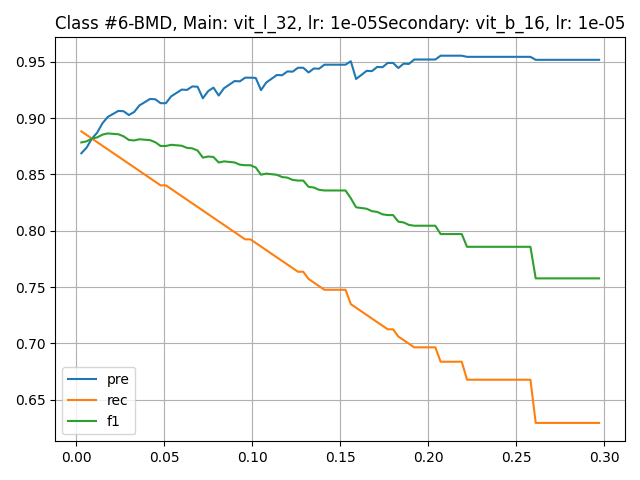 Class #6-BMD, Main: vit_l_32, lr: 1e-05Secondary: vit_b_16, lr: 1e-05
0.95
0.90
0.85
0.80
0.75
0.70
0.65
pre
rec
f1
0.00 0.05 0.10 0.15 0.20 0.25 0.30